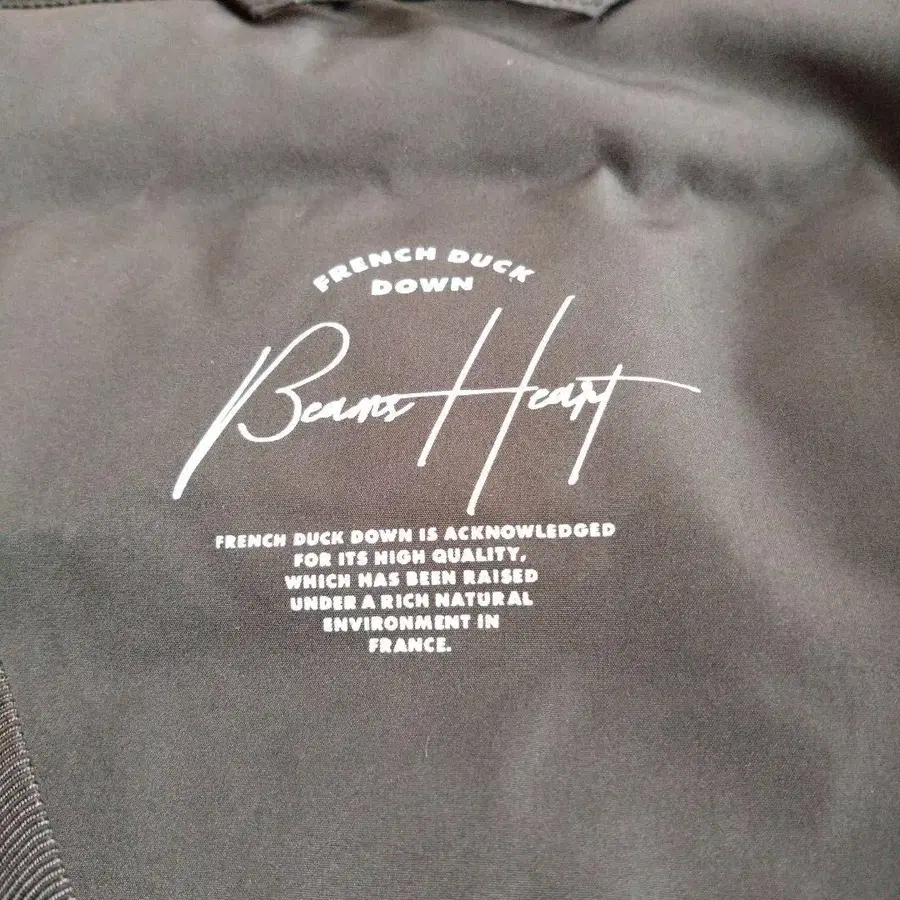 FRENCH DUCK
DOWN
Beans Heart
FRENCH DUCK DOWN IS ACKNOWLEDGED
FOR ITS HIGH QUALITY,
WHICH HAS BEEN RAISED
UNDER A RICH NATURAL
ENVIRONMENT IN
FRANCE.